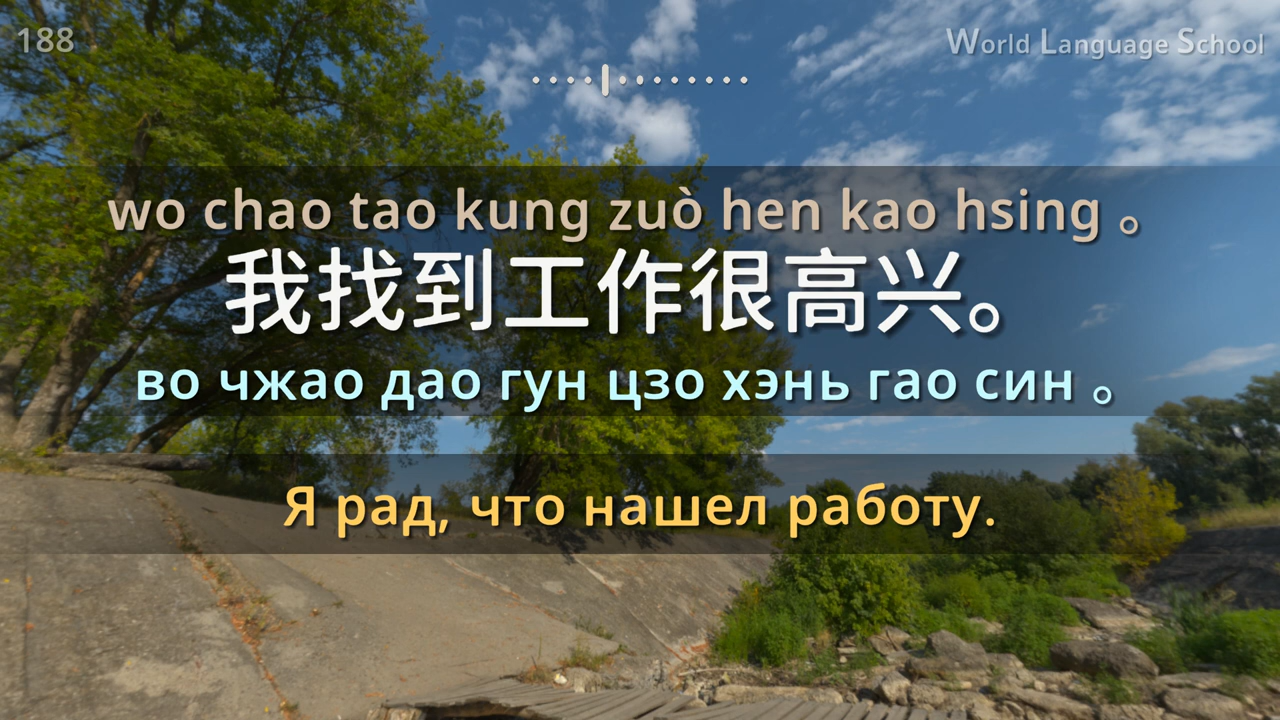 188
World Language School
wo chao tao kung zuò hen kao hsing 。
我找到工作很高兴。
во чжао дао гун цзо хэнь гао син 。
Я рад, что нашел работу.